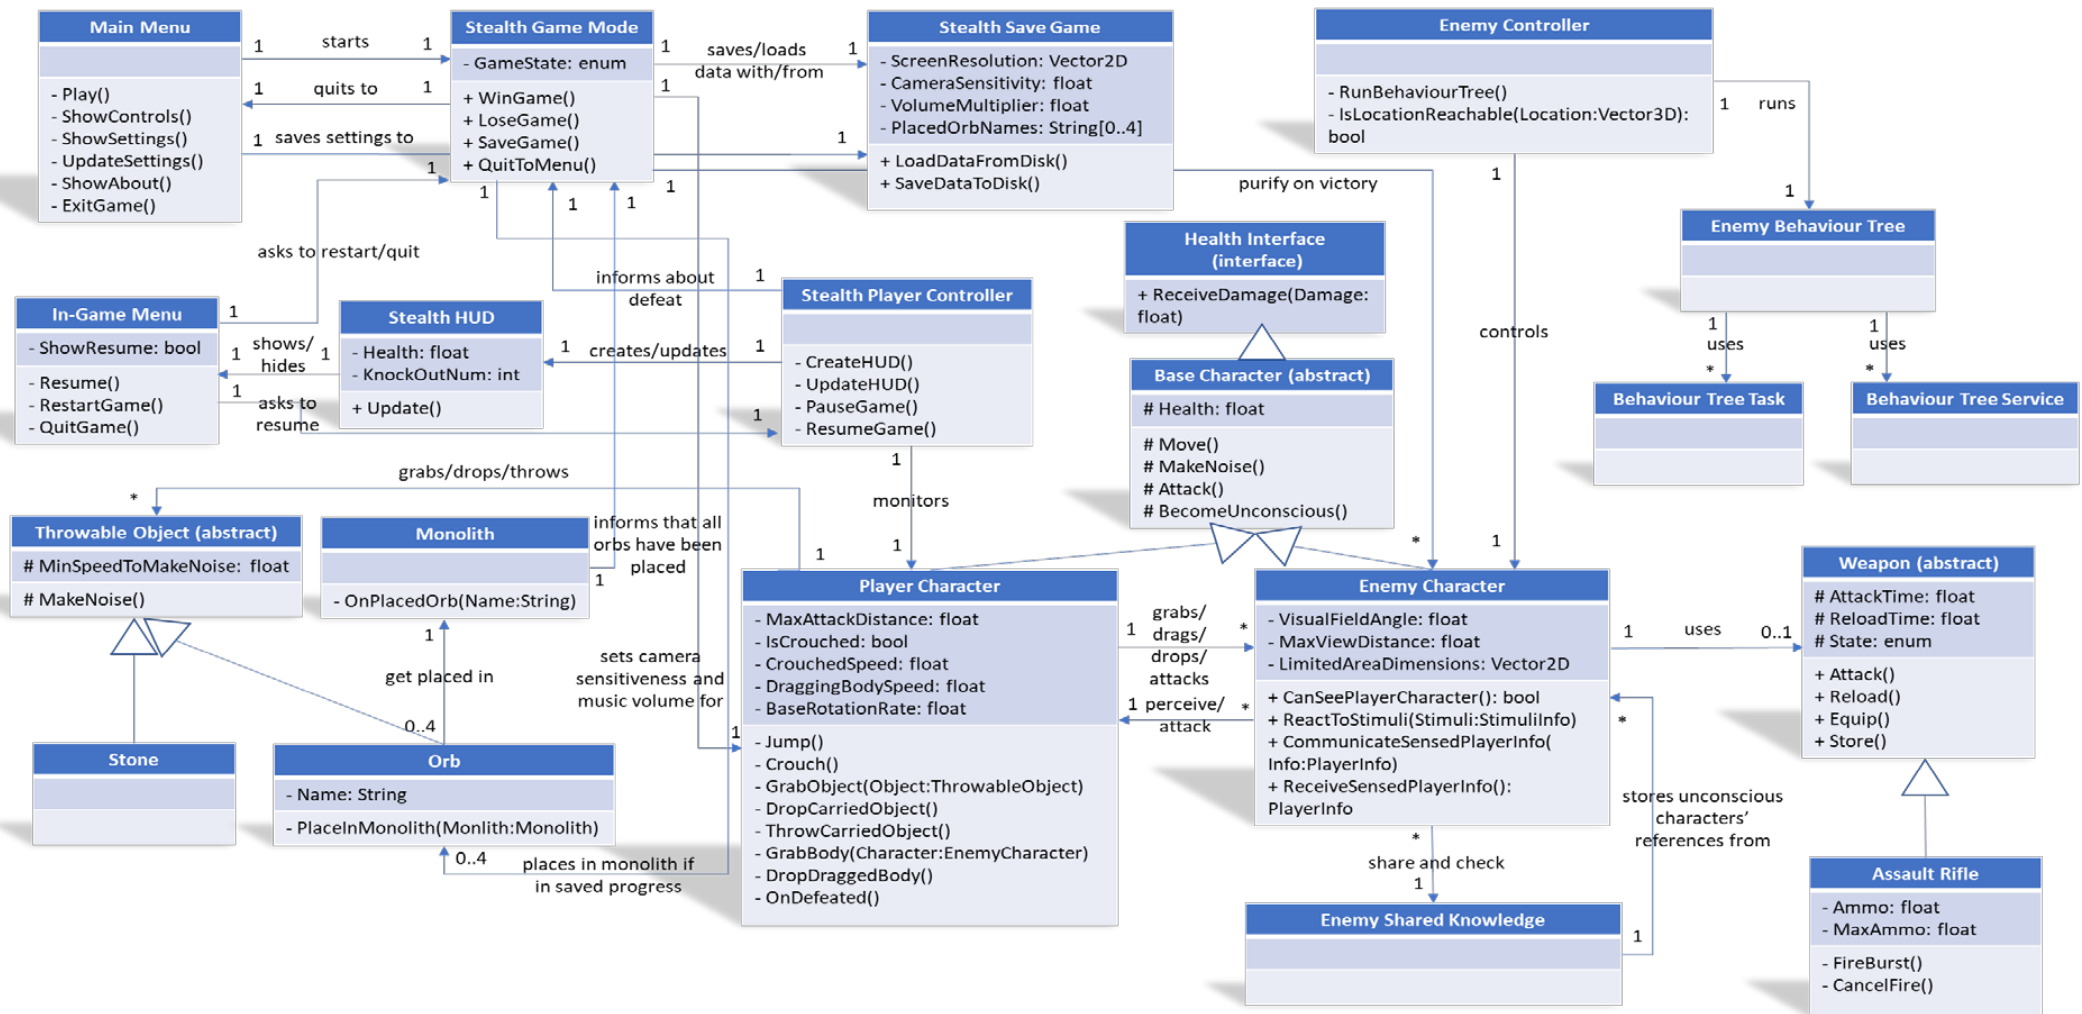 Main Menu
- Play()
- ShowControls()
- ShowSettings()
- UpdateSettings()
- ShowAbout()
- ExitGame()
1
starts
1
1
quits to
1
1
saves settings to
1
Stealth Game Mode
- GameState: enum
+ WinGame()
+ LoseGame()
+ SaveGame()
+ QuitToMenu()
1
saves/loads
data with/from
1
1
Stealth Save Game
- ScreenResolution: Vector2D
- CameraSensitivity: float
- VolumeMultiplier: float
- PlacedOrbNames: String[0..4]
+ LoadDataFromDisk()
+ SaveDataToDisk()
1
purify on victory
*
Enemy Controller
- RunBehaviourTree()
- IsLocationReachable(Location:Vector3D):
bool
1
runs
1
1
controls
1
Enemy Behaviour Tree
1
uses
*
1
uses
*
Behaviour Tree Task
Behaviour Tree Service
1
asks to restart/quit
1
1
1
1
In-Game Menu
- ShowResume: bool
- Resume()
- RestartGame()
- QuitGame()
1
shows/
hides
1
1
asks to
resume
1
Stealth HUD
- Health: float
- KnockOutNum: int
+ Update()
informs about
defeat
1
1
creates/updates
1
Stealth Player Controller
- CreateHUD()
- UpdateHUD()
- PauseGame()
- ResumeGame()
1
monitors
1
Health Interface
(interface)
+ ReceiveDamage(Damage:
float)
Base Character (abstract)
# Health: float
# Move()
# MakeNoise()
# Attack()
# BecomeUnconscious()
grabs/drops/throws
*
1
Throwable Object (abstract)
# MinSpeedToMakeNoise: float
# MakeNoise()
Monolith
- OnPlacedOrb(Name:String)
informs that all
orbs have been
placed
1
1
get placed in
0..4
sets camera
sensitiveness and
music volume for
1
Stone
Orb
- Name: String
- PlaceInMonolith(Monlith:Monolith)
0..4
places in monolith if
in saved progress
Player Character
- MaxAttackDistance: float
- IsCrouched: bool
- CrouchedSpeed: float
- DraggingBodySpeed: float
- BaseRotationRate: float
- Jump()
- Crouch()
- GrabObject(Object:ThrowableObject)
- DropCarriedObject()
- ThrowCarriedObject()
- GrabBody(Character:EnemyCharacter)
- DropDraggedBody()
- OnDefeated()
1
grabs/
drags/
drops/
attacks
*
1
perceive/
attack
*
Enemy Character
- VisualFieldAngle: float
- MaxViewDistance: float
- LimitedAreaDimensions: Vector2D
+ CanSeePlayerCharacter(): bool
+ ReactToStimuli(Stimuli:StimuliInfo)
+ CommunicateSensedPlayerInfo(
Info:PlayerInfo)
+ ReceiveSensedPlayerInfo():
PlayerInfo
1
uses
0..1
Weapon (abstract)
# AttackTime: float
# ReloadTime: float
# State: enum
+ Attack()
+ Reload()
+ Equip()
+ Store()
*
stores unconscious
characters’
references from
1
*
share and check
1
Enemy Shared Knowledge
Assault Rifle
- Ammo: float
- MaxAmmo: float
- FireBurst()
- CancelFire()